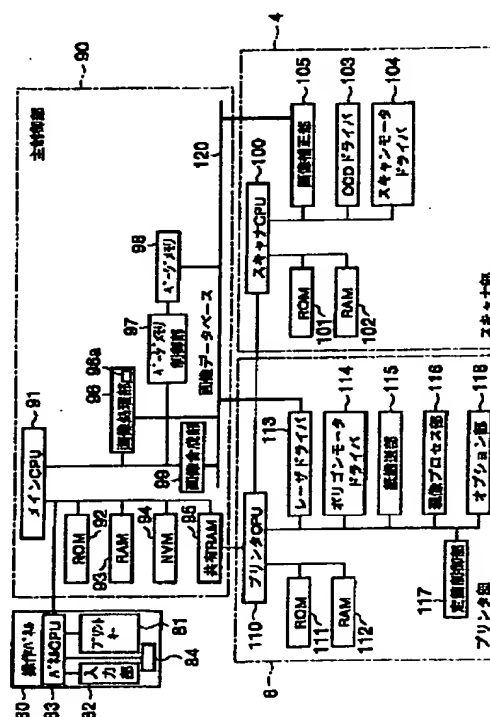 80
操作パネル
83
パネルCPU
82
入力部
プリントキー
81
84
90
主制御部
91
メインCPU
92
ROM
93
RAM
94
NVM
95
共有RAM
96
96a
画像処理部
97
ページメモリ
制御部
98
ページメモリ
99
画像合成部
画像データベース
120
4
100
スキャナCPU
101
ROM
102
RAM
105
画像補正部
103
CCDドライバ
104
スキャンモータ
ドライバ
スキャナ部
6
110
プリンタCPU
111
ROM
112
RAM
113
レーザドライバ
114
ポリゴンモータ
ドライバ
115
紙搬送部
116
現像プロセス部
117
定着制御部
118
オプション部
プリンタ部